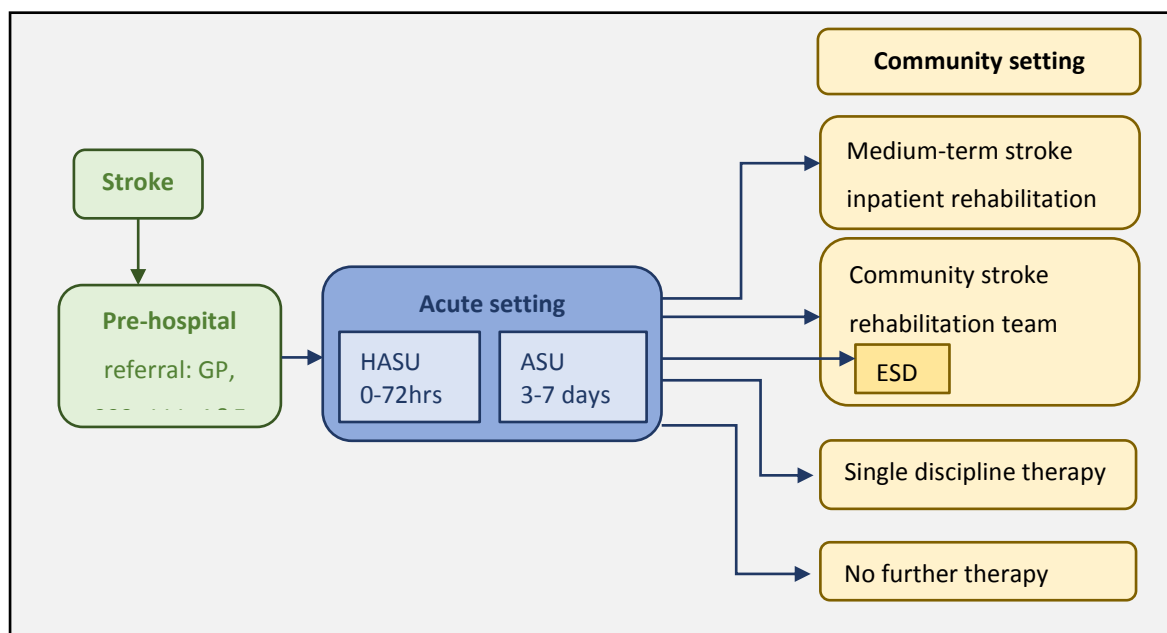 Community setting
Stroke
Medium-term stroke
inpatient rehabilitation
Pre-hospital
referral: GP,
Acute setting
HASU
0-72hrs
ASU
3-7 days
Community stroke
rehabilitation team
ESD
Single discipline therapy
No further therapy